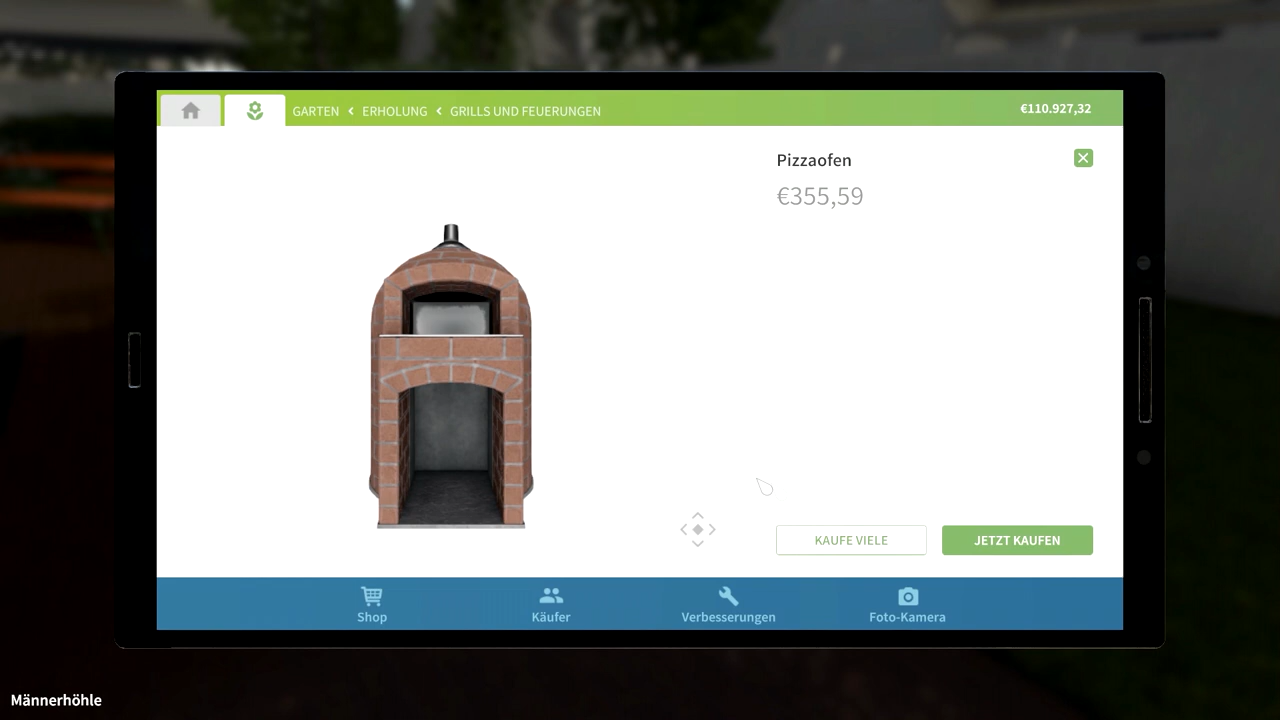 GARTEN < ERHOLUNG < GRILLS UND FEUERUNGEN
€110.927,32
Pizzaofen
€355,59
KAUFE VIELE
JETZT KAUFEN
Shop
Käufer
Verbesserungen
Foto-Kamera
Männerhöhle